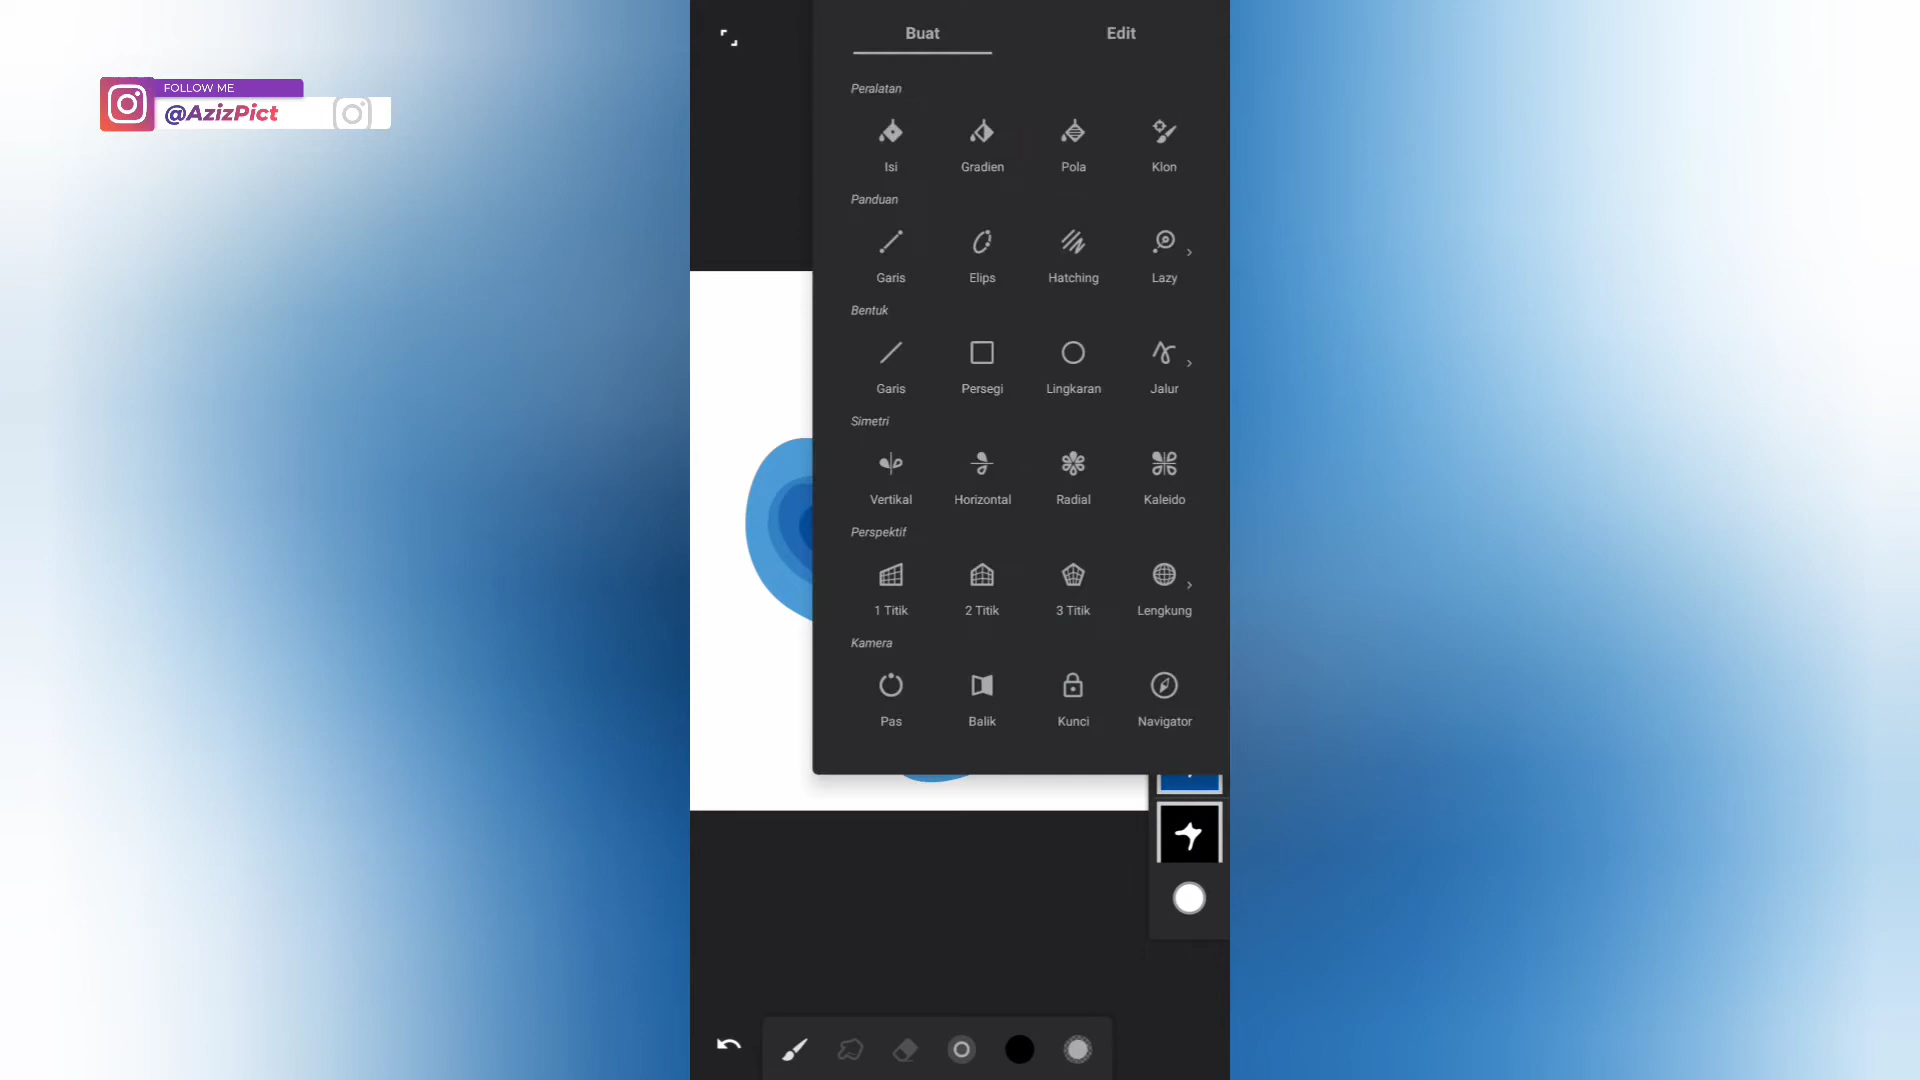 FOLLOW ME
@AzizPict
Buat Edit
Peralatan
Isi Gradien Pola Klon
Panduan
Garis Elips Hatching Lazy
Bentuk
Garis Persegi Lingkaran Jalur
Simetri
Vertikal Horizontal Radial Kaleido
Perspektif
1 Titik 2 Titik 3 Titik Lengkung
Kamera
Pas Balik Kunci Navigator